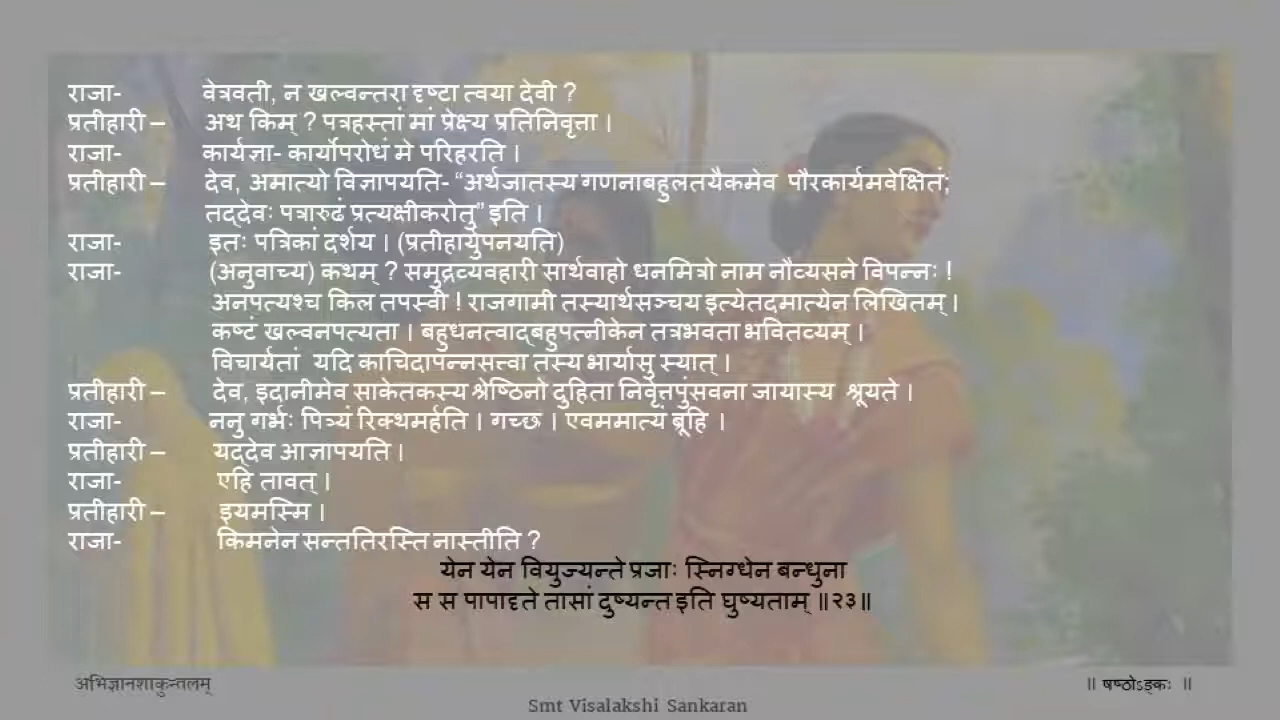 राजा- वेत्रवती, न खल्वन्तरा दृष्टा त्वया देवी ?
प्रतीहारी – अथ किम् ? पत्रहस्तां मां प्रेक्ष्य प्रतिनिवृत्ता ।
राजा- कार्यज्ञा- कार्योपरोधं मे परिहरति ।
प्रतीहारी – देव, अमात्यो विज्ञापयति- “अर्थजातस्य गणनाबहुलतयैकमेव पौरकार्यमवेक्षितं;
तद्देवः पत्रारुढं प्रत्यक्षीकरोतु” इति ।
राजा- इतः पत्रिकां दर्शय । (प्रतीहार्युपनयति)
राजा- (अनुवाच्य) कथम् ? समुद्रव्यवहारी सार्थवाहो धनमित्रो नाम नौव्यसने विपन्नः !
अनपत्यश्च किल तपस्वी ! राजगामी तस्यार्थसञ्चय इत्येतदमात्येन लिखितम् ।
कष्टं खल्वनपत्यता । बहुधनत्वाद्बहुपत्नीकेन तत्रभवता भवितव्यम् ।
विचार्यतां यदि काचिदापन्नसत्त्वा तस्य भार्यासु स्यात् ।
प्रतीहारी – देव, इदानीमेव साकेतकस्य श्रेष्ठिनो दुहिता निर्वृत्तपुंसवना जायास्य श्रूयते ।
राजा- ननु गर्भः पित्र्यं रिक्थमर्हति । गच्छ । एवममात्यं ब्रूहि ।
प्रतीहारी – यद्देव आज्ञापयति ।
राजा- एहि तावत् ।
प्रतीहारी – इयमस्मि ।
राजा- किमनेन सन्ततिरस्ति नास्तीति ?
येन येन वियुज्यन्ते प्रजाः स्निग्धेन बन्धुना
स स पापादृते तासां दुष्यन्त इति घुष्यताम् ॥२३॥
अभिज्ञानशाकुन्तलम् ॥ षष्ठोऽङ्कः ॥
Smt Visalakshi Sankaran